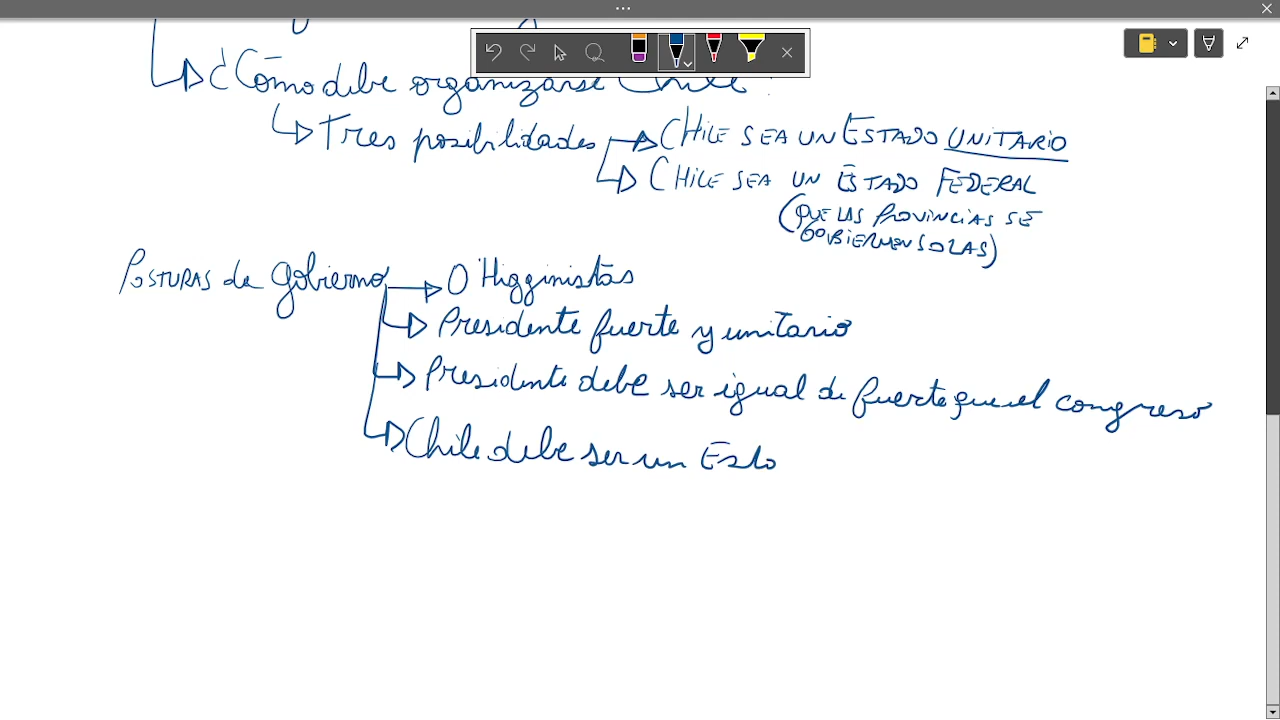 ¿Cómo debe organizarse Chile?
Tres posibilidades
CHILE SEA UN ESTADO UNITARIO
CHILE SEA UN ESTADO FEDERAL
(QUE LAS PROVINCIAS SE
GOBIERNEN SOLAS)
POSTURAS de gobierno
O'Higginistas
Presidente fuerte y unitario
Presidente debe ser igual de fuerte que el congreso
Chile debe ser un Esto